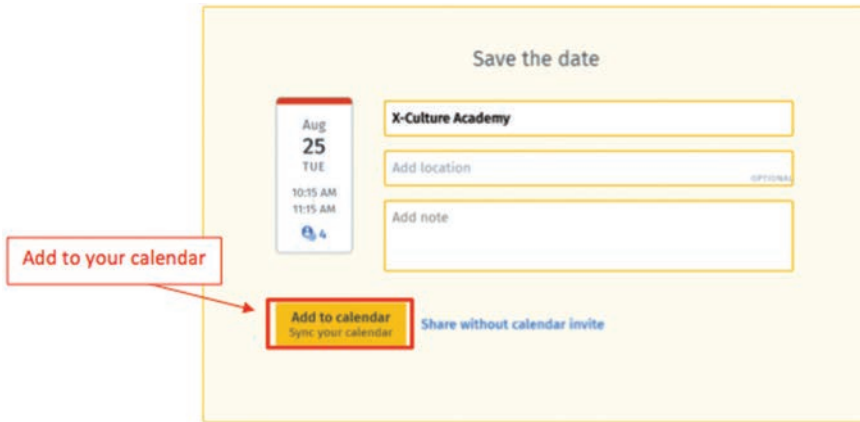 Save the date
Aug
25
TUE
10:15 AM
11:15 AM
4
X-Culture Academy
Add location
OPTIONAL
Add note
Add to your calendar
Add to calendar
Sync your calendar
Share without calendar invite